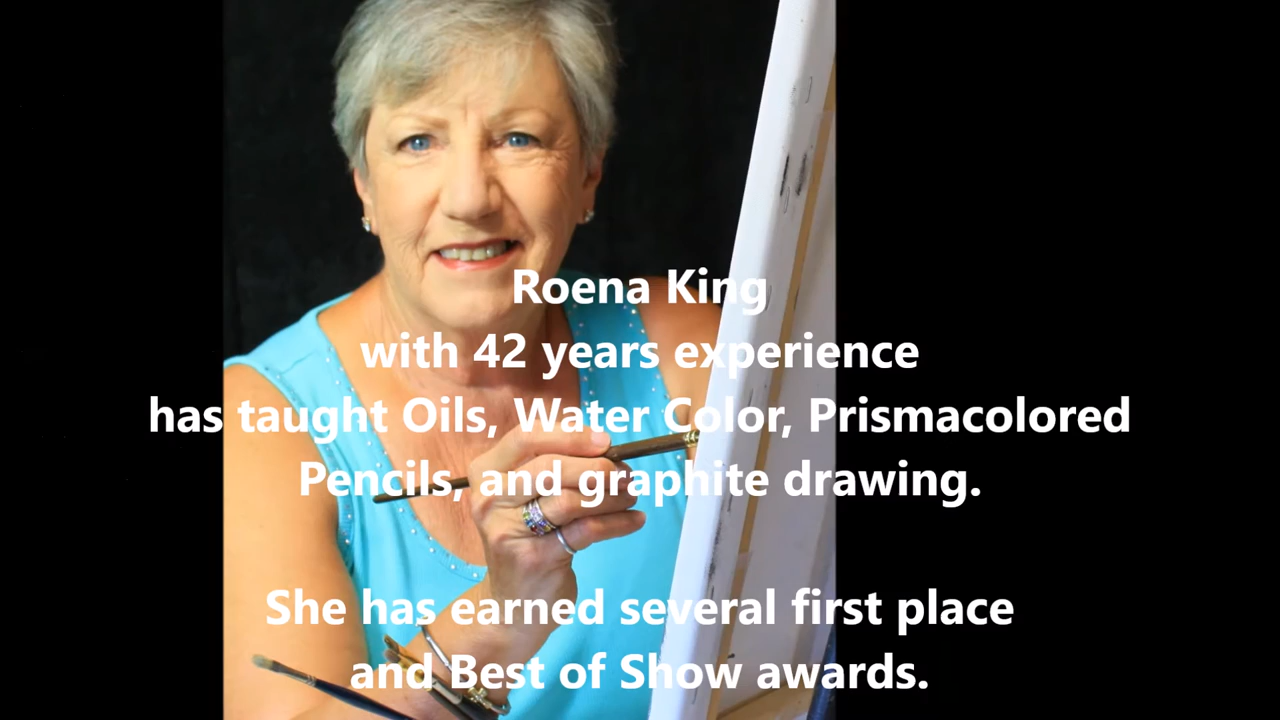 Roena King
with 42 years experience
has taught Oils, Water Color, Prismacolored
Pencils, and graphite drawing.
She has earned several first place
and Best of Show awards.